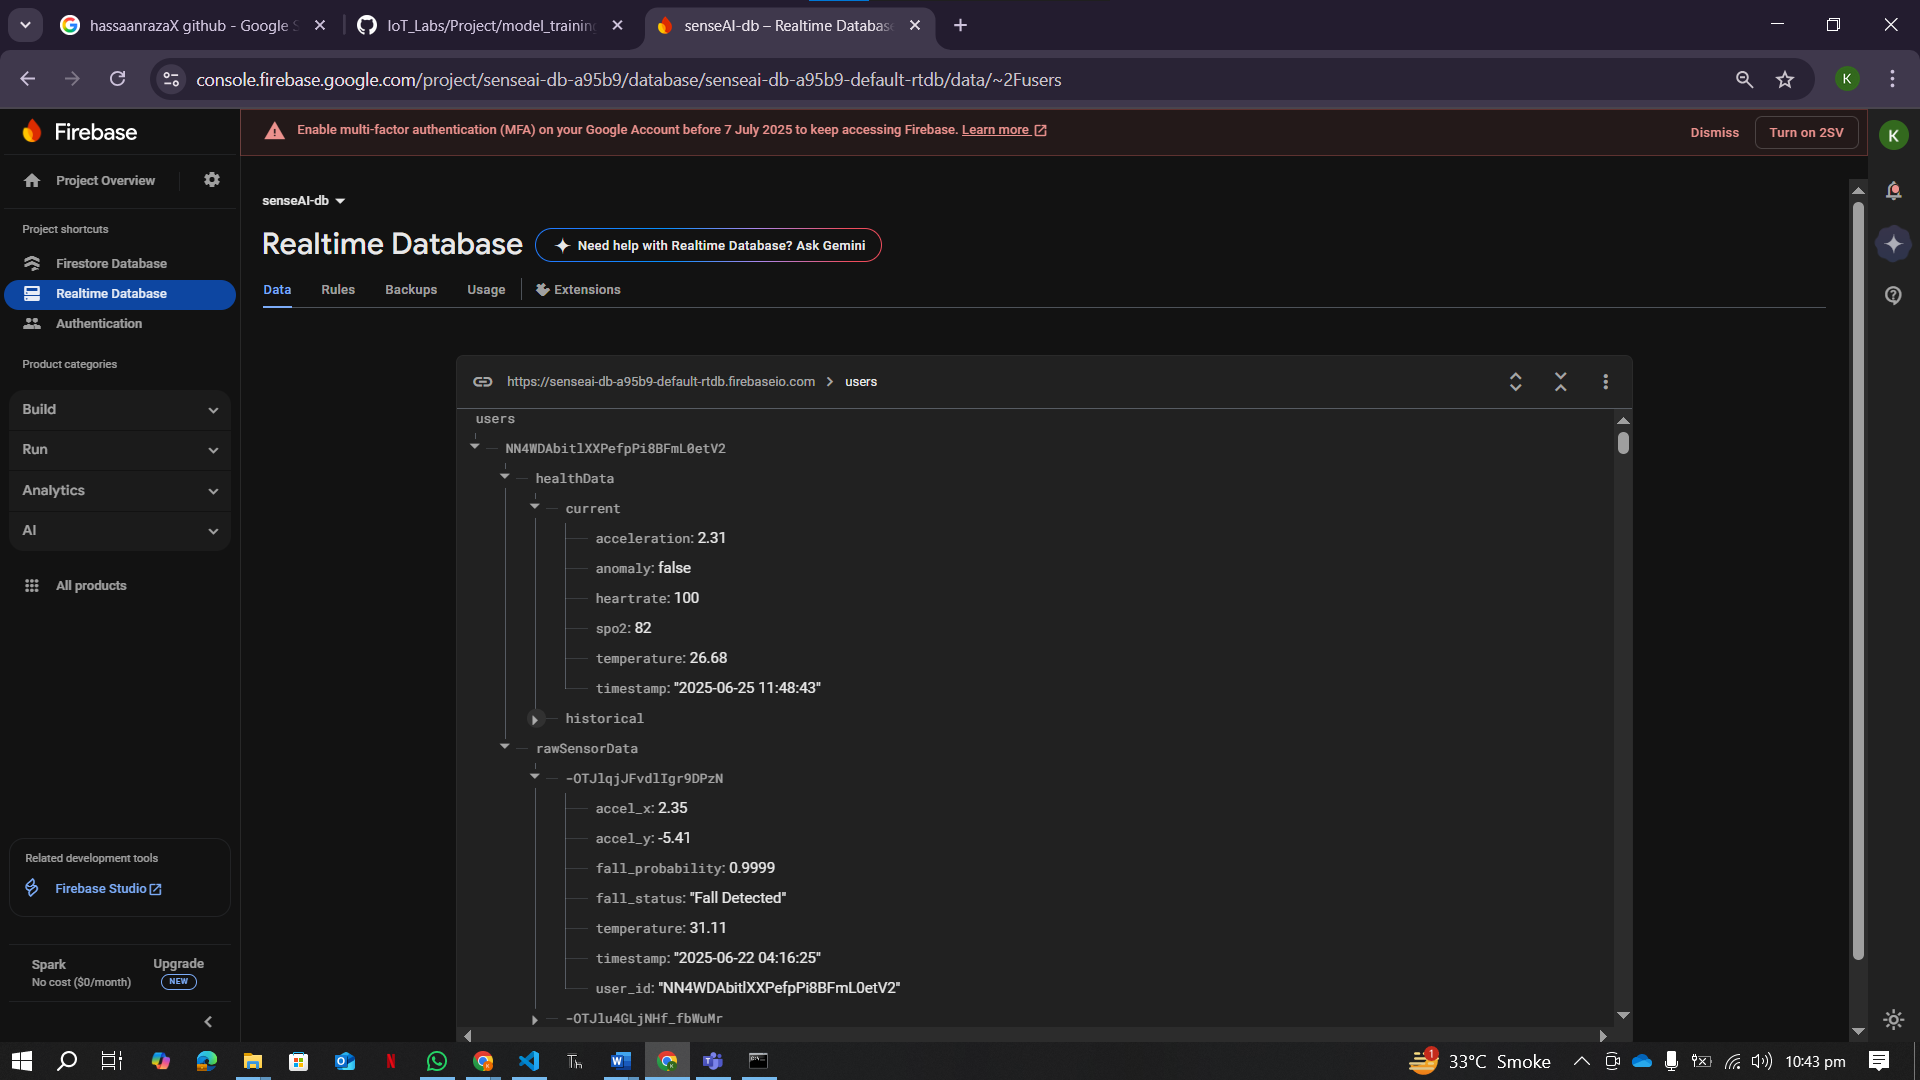 hassaanrazaX github - Google S
IoT_Labs/Project/model_training
senseAI-db – Realtime Database
console.firebase.google.com/project/senseai-db-a95b9/database/senseai-db-a95b9-default-rtdb/data/~2Fusers
K
Firebase
Enable multi-factor authentication (MFA) on your Google Account before 7 July 2025 to keep accessing Firebase. Learn more
Dismiss
Turn on 2SV
K
Project Overview
Project shortcuts
Firestore Database
Realtime Database
Authentication
Product categories
Build
Run
Analytics
AI
All products
Related development tools
Firebase Studio
Spark
No cost ($0/month)
Upgrade
NEW
senseAI-db
Realtime Database
Need help with Realtime Database? Ask Gemini
Data
Rules
Backups
Usage
Extensions
https://senseai-db-a95b9-default-rtdb.firebaseio.com
users
users
NN4WDAbitlXXPefpPi8BFmL0etV2
healthData
current
acceleration: 2.31
anomaly: false
heartrate: 100
spo2: 82
temperature: 26.68
timestamp: "2025-06-25 11:48:43"
historical
rawSensorData
-OTJlqjJFvdlIgr9DPzN
accel_x: 2.35
accel_y: -5.41
fall_probability: 0.9999
fall_status: "Fall Detected"
temperature: 31.11
timestamp: "2025-06-22 04:16:25"
user_id: "NN4WDAbitlXXPefpPi8BFmL0etV2"
-OTJlu4GLjNHf_fbWuMr
1
33°C Smoke
10:43 pm